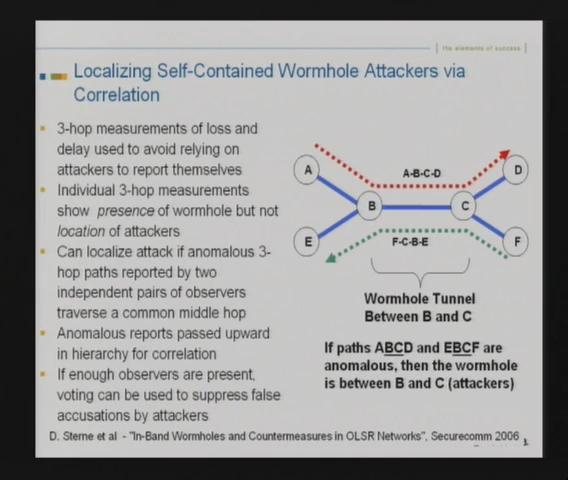 the elements of success
Localizing Self-Contained Wormhole Attackers via
Correlation
3-hop measurements of loss and
delay used to avoid relying on
attackers to report themselves
Individual 3-hop measurements
show presence of wormhole but not
location of attackers
Can localize attack if anomalous 3-
hop paths reported by two
independent pairs of observers
traverse a common middle hop
Anomalous reports passed upward
in hierarchy for correlation
If enough observers are present,
voting can be used to suppress false
accusations by attackers
A
A-B-C-D
D
B
C
E
F-C-B-E
F
Wormhole Tunnel
Between B and C
If paths ABCD and EBCF are
anomalous, then the wormhole
is between B and C (attackers)
D. Sterne et al - "In-Band Wormholes and Countermeasures in OLSR Networks", Securecomm 2006